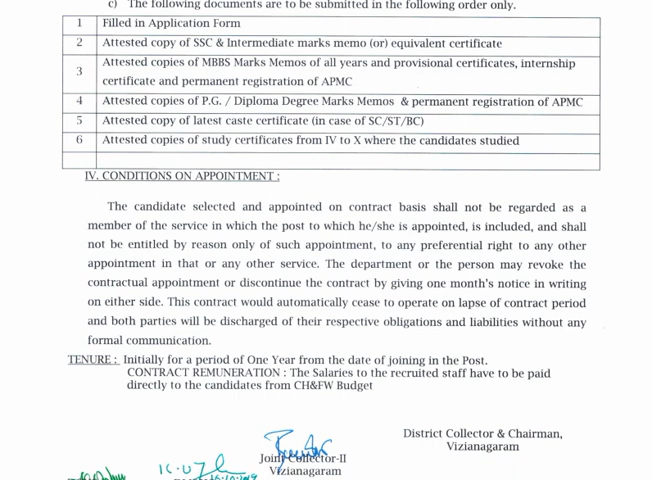 c) The following documents are to be submitted in the following order only.
1 Filled in Application Form
2 Attested copy of SSC & Intermediate marks memo (or) equivalent certificate
3 Attested copies of MBBS Marks Memos of all years and provisional certificates, internship
certificate and permanent registration of APMC
4 Attested copies of P.G. / Diploma Degree Marks Memos & permanent registration of APMC
5 Attested copy of latest caste certificate (in case of SC/ST/BC)
6 Attested copies of study certificates from IV to X where the candidates studied
IV. CONDITIONS ON APPOINTMENT :
The candidate selected and appointed on contract basis shall not be regarded as a
member of the service in which the post to which he/she is appointed, is included, and shall
not be entitled by reason only of such appointment, to any preferential right to any other
appointment in that or any other service. The department or the person may revoke the
contractual appointment or discontinue the contract by giving one month's notice in writing
on either side. This contract would automatically cease to operate on lapse of contract period
and both parties will be discharged of their respective obligations and liabilities without any
formal communication.
TENURE : Initially for a period of One Year from the date of joining in the Post.
CONTRACT REMUNERATION : The Salaries to the recruited staff have to be paid
directly to the candidates from CH&FW Budget
District Collector & Chairman,
Vizianagaram
Joint Collector-II
Vizianagaram